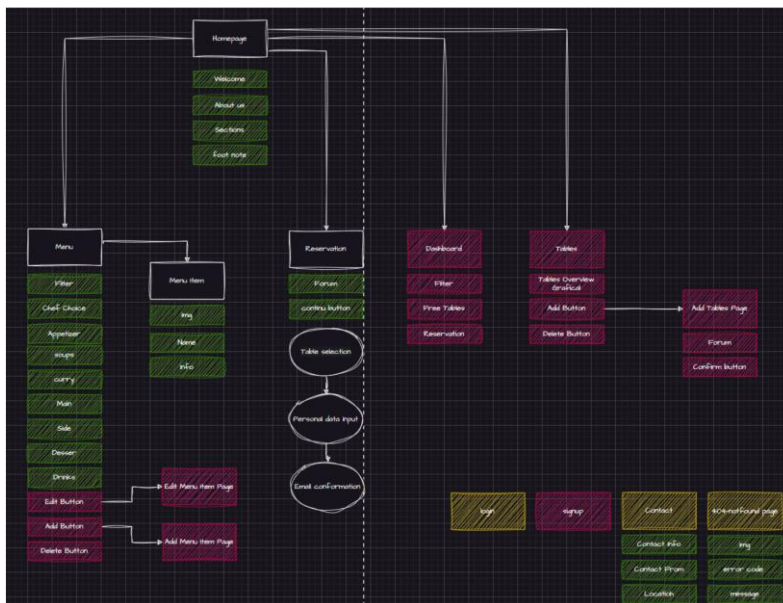 Homepage
Welcome
About us
Sections
foot note
Menu
Filter
Chef Choice
Appetizer
soups
curry
Main
Side
Desser
Drinks
Edit Button
Add Button
Delete Button
Menu Item
Img
Name
info
Edit Menu Item Page
Add Menu Item Page
Reservation
Forum
continu button
Table selection
Personal data input
Email conformation
Dashboard
Filter
Free Tables
Reservation
Tables
Tables Overview
Grafical
Add Button
Delete Button
Add Tables Page
Forum
Confirm button
login
signup
Contact
Contact info
Contact From
Location
404-notfound page
img
error code
message